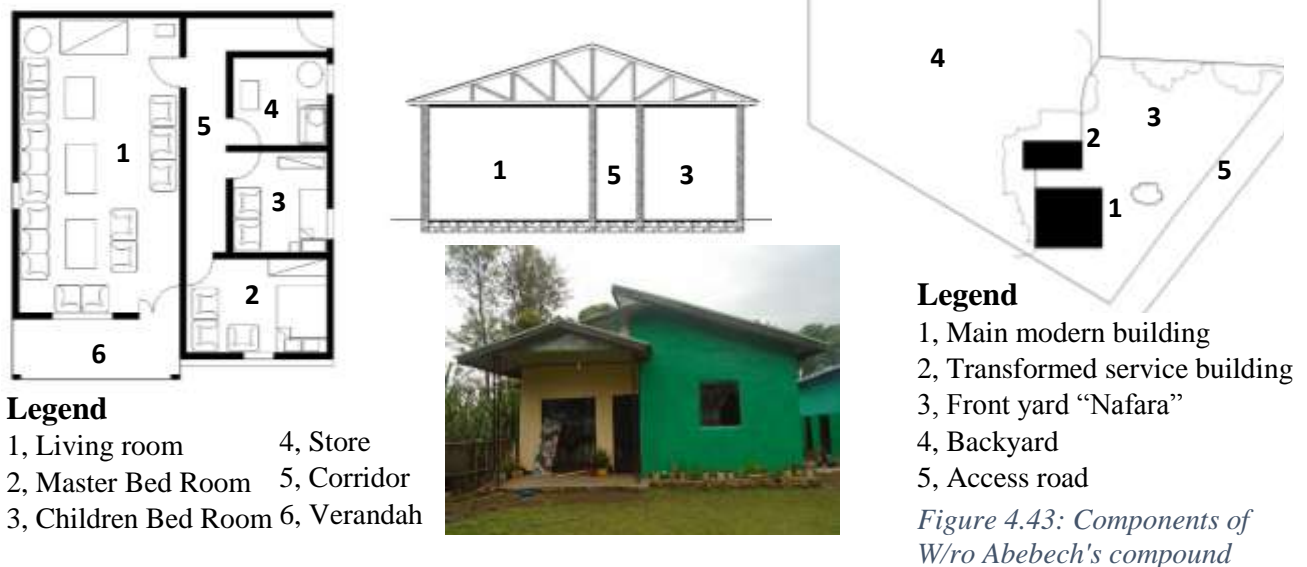 1
2
3
4
5
6
Legend
1, Living room
2, Master Bed Room
3, Children Bed Room
4, Store
5, Corridor
6, Verandah
1
5
3
4
2
3
5
1
Legend
1, Main modern building
2, Transformed service building
3, Front yard “Nafara”
4, Backyard
5, Access road
Figure 4.43: Components of
W/ro Abebech's compound